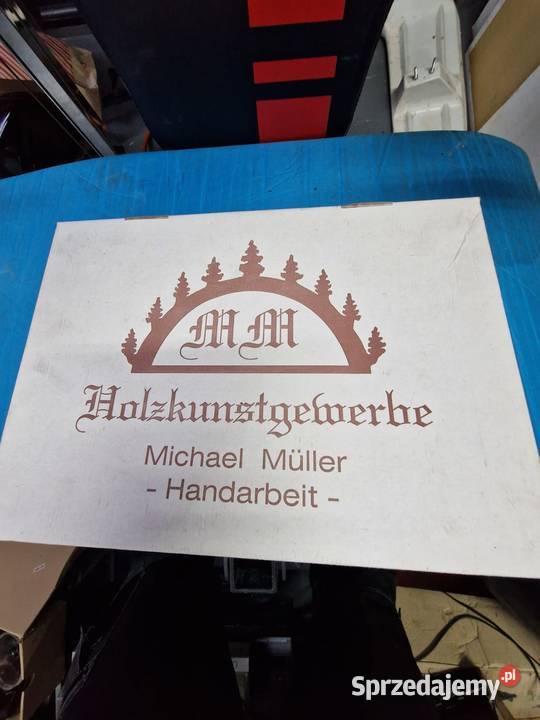 MM
Holzkunstgewerbe
Michael Müller
- Handarbeit -
Sprzedajemy.pl